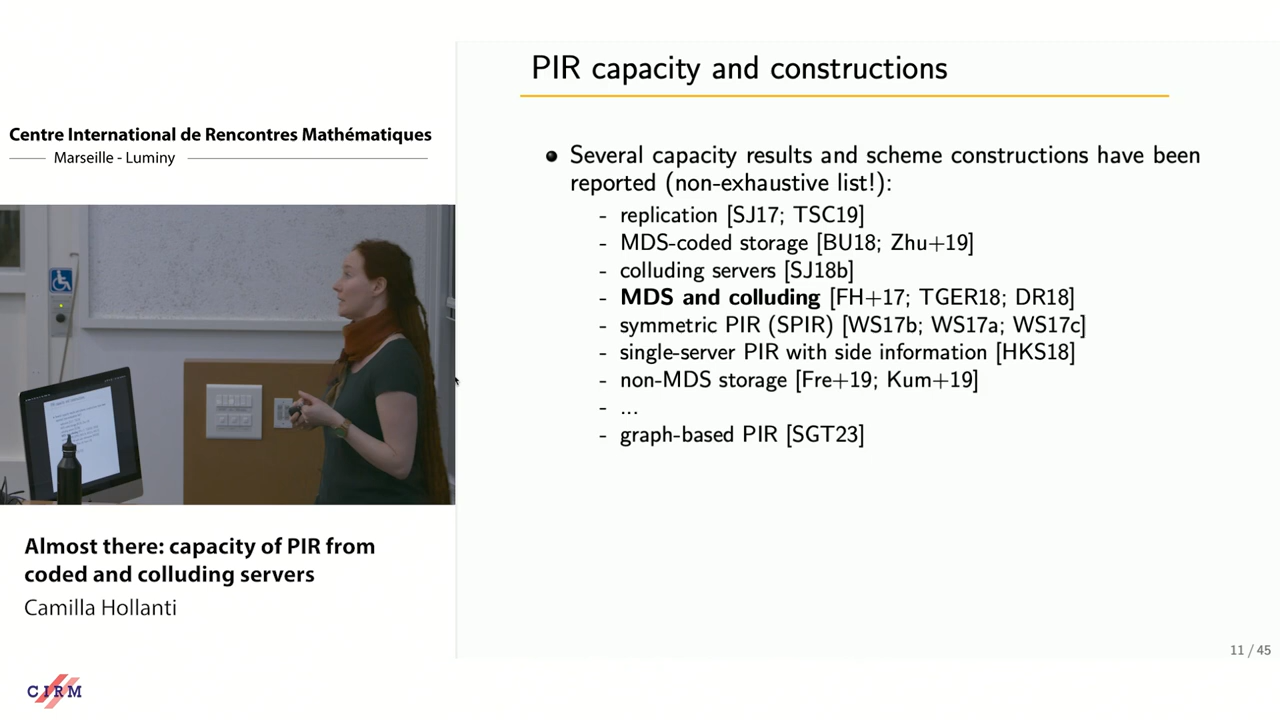 Centre International de Rencontres Mathématiques
Marseille - Luminy
Almost there: capacity of PIR from
coded and colluding servers
Camilla Hollanti
CIRM
PIR capacity and constructions
Several capacity results and scheme constructions have been
reported (non-exhaustive list!):
- replication [SJ17; TSC19]
- MDS-coded storage [BU18; Zhu+19]
- colluding servers [SJ18b]
- MDS and colluding [FH+17; TGER18; DR18]
- symmetric PIR (SPIR) [WS17b; WS17a; WS17c]
- single-server PIR with side information [HKS18]
- non-MDS storage [Fre+19; Kum+19]
- ...
- graph-based PIR [SGT23]
11 / 45